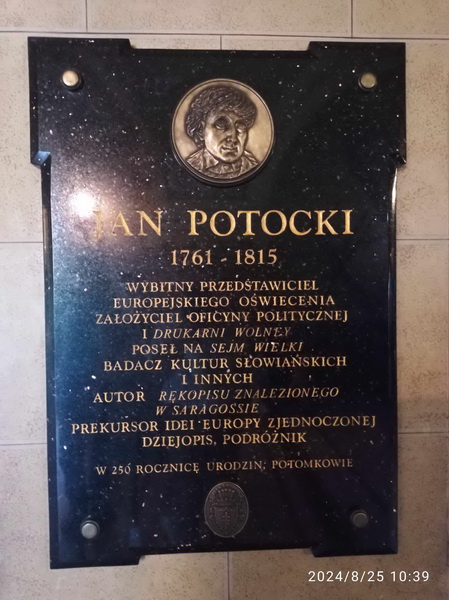 JAN POTOCKI
1761 - 1815
WYBITNY PRZEDSTAWICIEL
EUROPEJSKIEGO OŚWIECENIA
ZAŁOŻYCIEL OFICYNY POLITYCZNEJ
I DRUKARNI WOLNEY
POSEŁ NA SEJM WIELKI
BADACZ KULTUR SŁOWIAŃSKICH
I INNYCH
AUTOR RĘKOPISU ZNALEZIONEGO
W SARAGOSSIE
PREKURSOR IDEI EUROPY ZJEDNOCZONEJ
DZIEJOPIS, PODRÓŻNIK
W 250 ROCZNICĘ URODZIN; POTOMKOWIE
2024/8/25 10:39